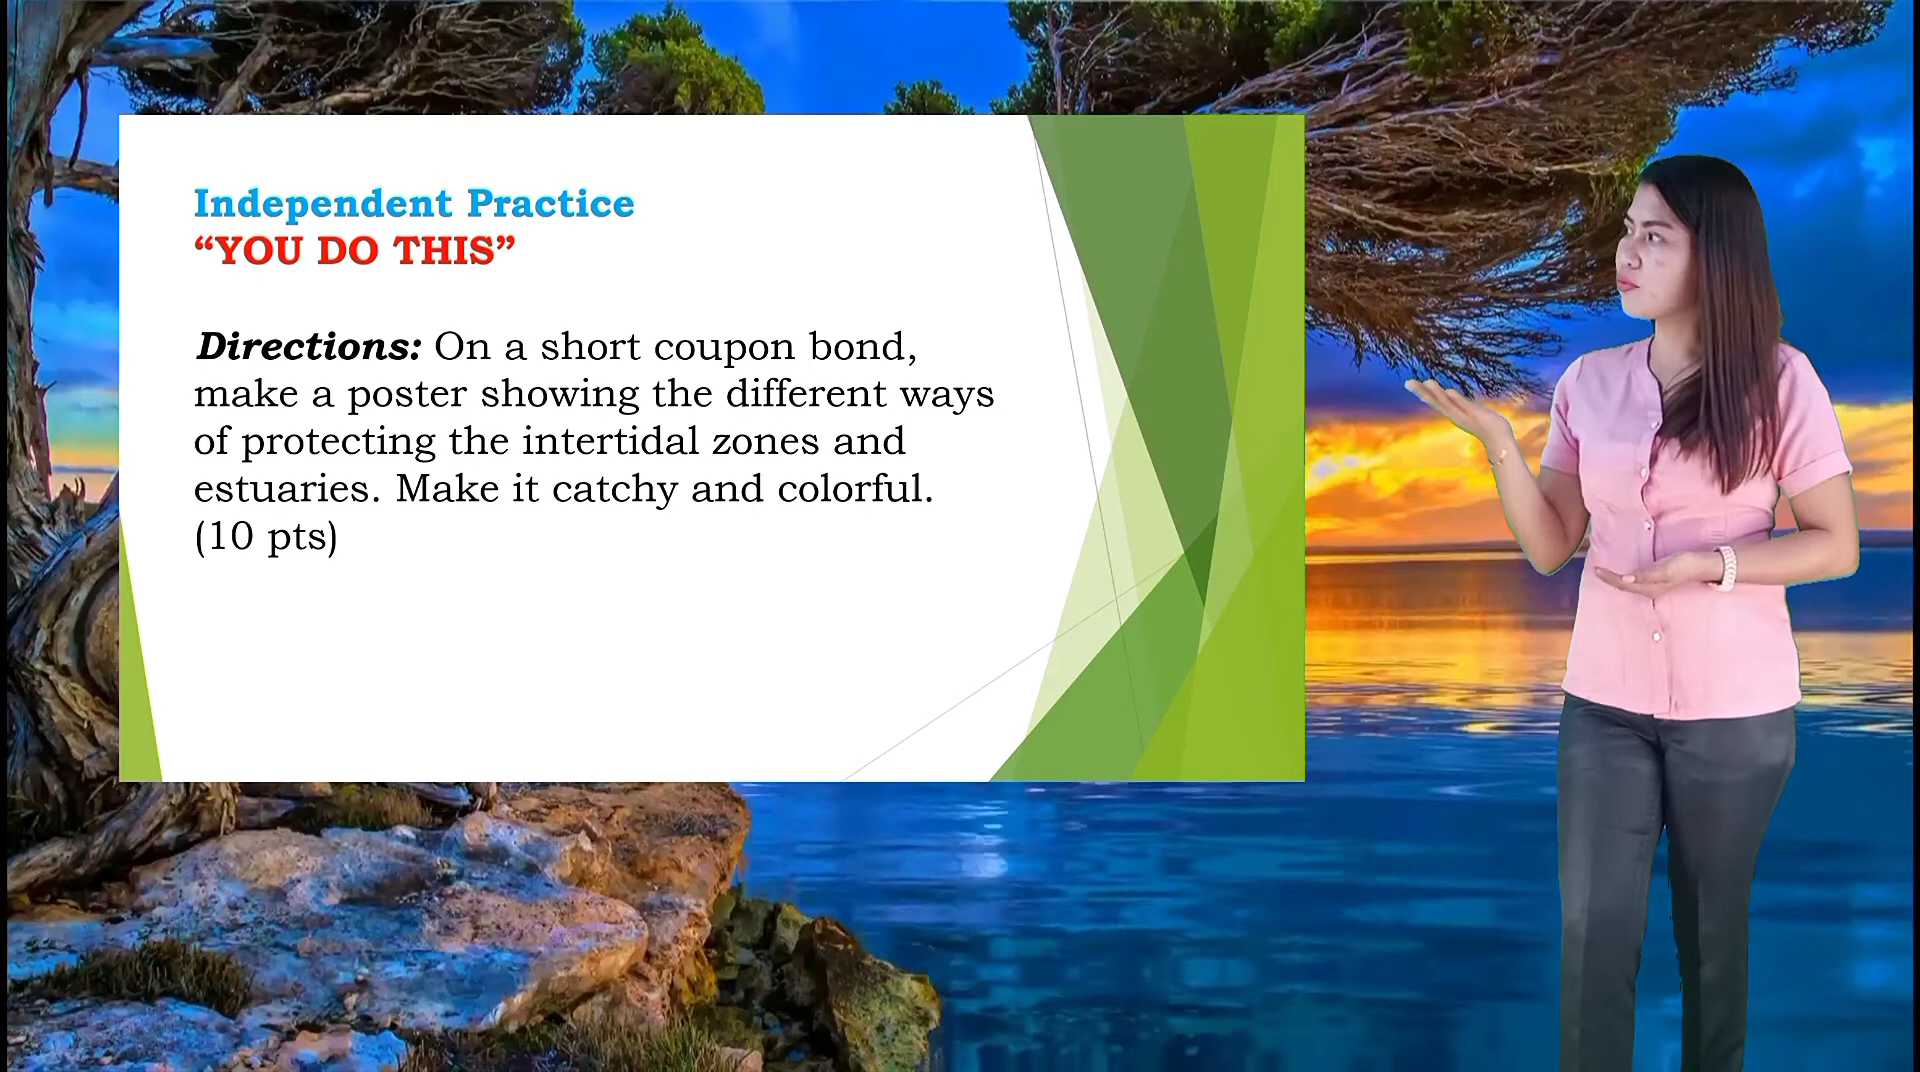 Independent Practice
“YOU DO THIS”
Directions: On a short coupon bond,
make a poster showing the different ways
of protecting the intertidal zones and
estuaries. Make it catchy and colorful.
(10 pts)